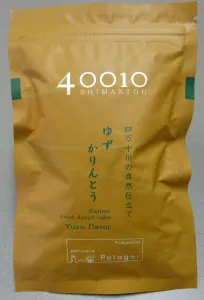 40010
SHIMANTOU
四万十川の自然仕立て
ゆず
かりんとう
Karinto
Fried dough cake
Yuzu flavor
Produced by
Potager